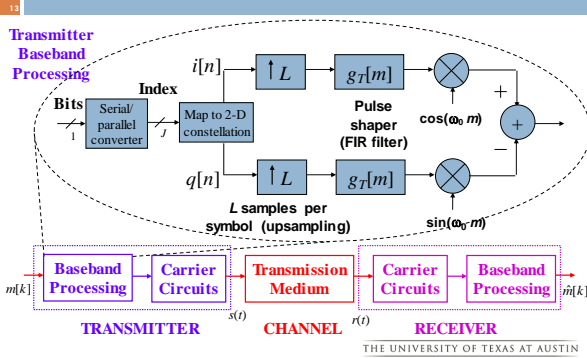 13
Transmitter
Baseband
Processing
i[n]
↑ L
g_T[m]
Index
Bits
Serial/
parallel
converter
1
J
Map to 2-D
constellation
Pulse
shaper
(FIR filter)
cos(ω₀ m)
+
+
−
q[n]
↑ L
g_T[m]
L samples per
symbol (upsampling)
sin(ω₀ m)
m[k]
Baseband
Processing
Carrier
Circuits
s(t)
Transmission
Medium
r(t)
Carrier
Circuits
Baseband
Processing
m̂[k]
TRANSMITTER
CHANNEL
RECEIVER
THE UNIVERSITY OF TEXAS AT AUSTIN